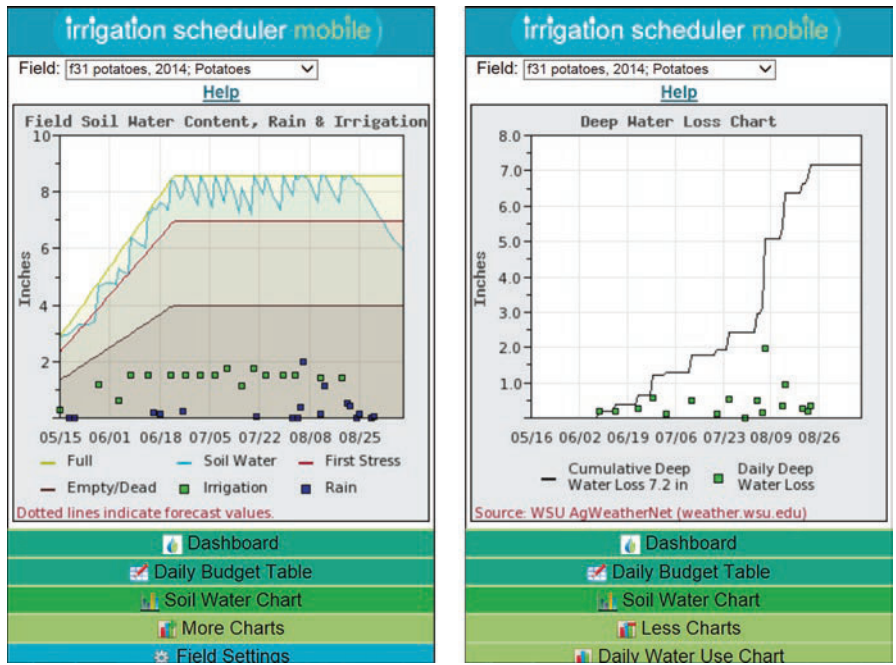 irrigation scheduler mobile
Field: f31 potatoes, 2014; Potatoes
Help
Field Soil Water Content, Rain & Irrigation
10
8
6
4
2
Inches
05/15 06/01 06/18 07/05 07/22 08/08 08/25
Full Soil Water First Stress
Empty/Dead Irrigation Rain
Dotted lines indicate forecast values.
Dashboard
Daily Budget Table
Soil Water Chart
More Charts
Field Settings
irrigation scheduler mobile
Field: f31 potatoes, 2014; Potatoes
Help
Deep Water Loss Chart
8.0
7.0
6.0
5.0
4.0
3.0
2.0
1.0
Inches
05/16 06/02 06/19 07/06 07/23 08/09 08/26
Cumulative Deep Daily Deep
Water Loss 7.2 in Water Loss
Source: WSU AgWeatherNet (weather.wsu.edu)
Dashboard
Daily Budget Table
Soil Water Chart
Less Charts
Daily Water Use Chart